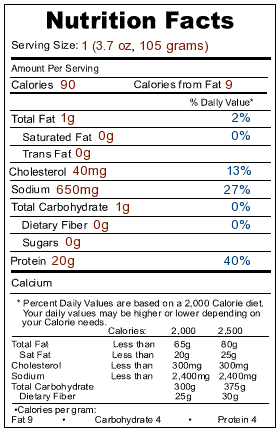 Nutrition Facts
Serving Size: 1 (3.7 oz, 105 grams)
Amount Per Serving
Calories 90 Calories from Fat 9
% Daily Value*
Total Fat 1g 2%
Saturated Fat 0g 0%
Trans Fat 0g
Cholesterol 40mg 13%
Sodium 650mg 27%
Total Carbohydrate 1g 0%
Dietary Fiber 0g 0%
Sugars 0g
Protein 20g 40%
Calcium
* Percent Daily Values are based on a 2,000 Calorie diet.
Your daily values may be higher or lower depending on
your Calorie needs.
Calories: 2,000 2,500
Total Fat Less than 65g 80g
Sat Fat Less than 20g 25g
Cholesterol Less than 300mg 300mg
Sodium Less than 2,400mg 2,400mg
Total Carbohydrate 300g 375g
Dietary Fiber 25g 30g
•Calories per gram:
Fat 9 • Carbohydrate 4 • Protein 4